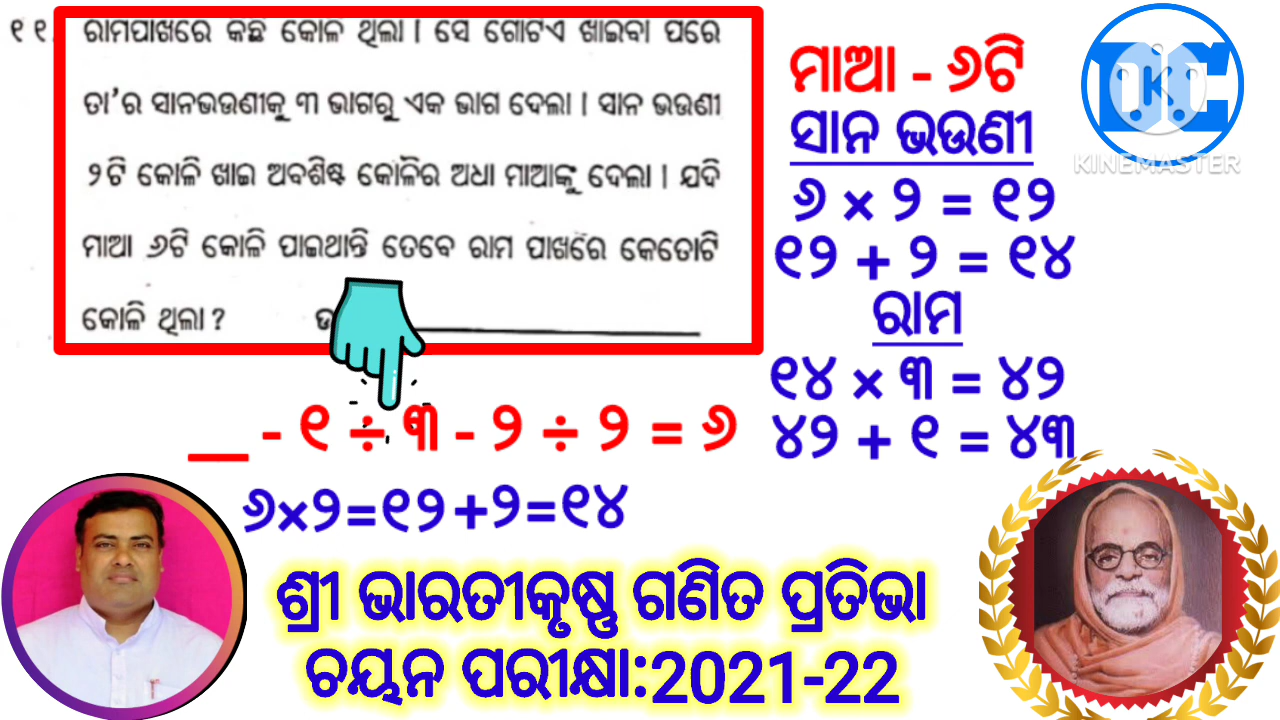 ୧୧. ରାମପାଖରେ କିଛି କୋଳି ଥିଲା । ସେ ଗୋଟିଏ ଖାଇବା ପରେ
ତା'ର ସାନଭଉଣୀକୁ ୩ ଭାଗରୁ ଏକ ଭାଗ ଦେଲା । ସାନ ଭଉଣୀ
୨ଟି କୋଳି ଖାଇ ଅବଶିଷ୍ଟ କୋଳିର ଅଧା ମାଆଙ୍କୁ ଦେଲା । ଯଦି
ମାଆ ୬ଟି କୋଳି ପାଇଥାନ୍ତି ତେବେ ରାମ ପାଖରେ କେତୋଟି
କୋଳି ଥିଲା ?
ମାଆ - ୬ଟି
ସାନ ଭଉଣୀ
୬ × ୨ = ୧୨
୧୨ + ୨ = ୧୪
ରାମ
୧୪ × ୩ = ୪୨
୪୨ + ୧ = ୪୩
__ - ୧ ÷ ୩ - ୨ ÷ ୨ = ୬
୬×୨=୧୨+୨=୧୪
ଶ୍ରୀ ଭାରତୀକୃଷ୍ଣ ଗଣିତ ପ୍ରତିଭା
ଚୟନ ପରୀକ୍ଷା:2021-22
KINEMASTER